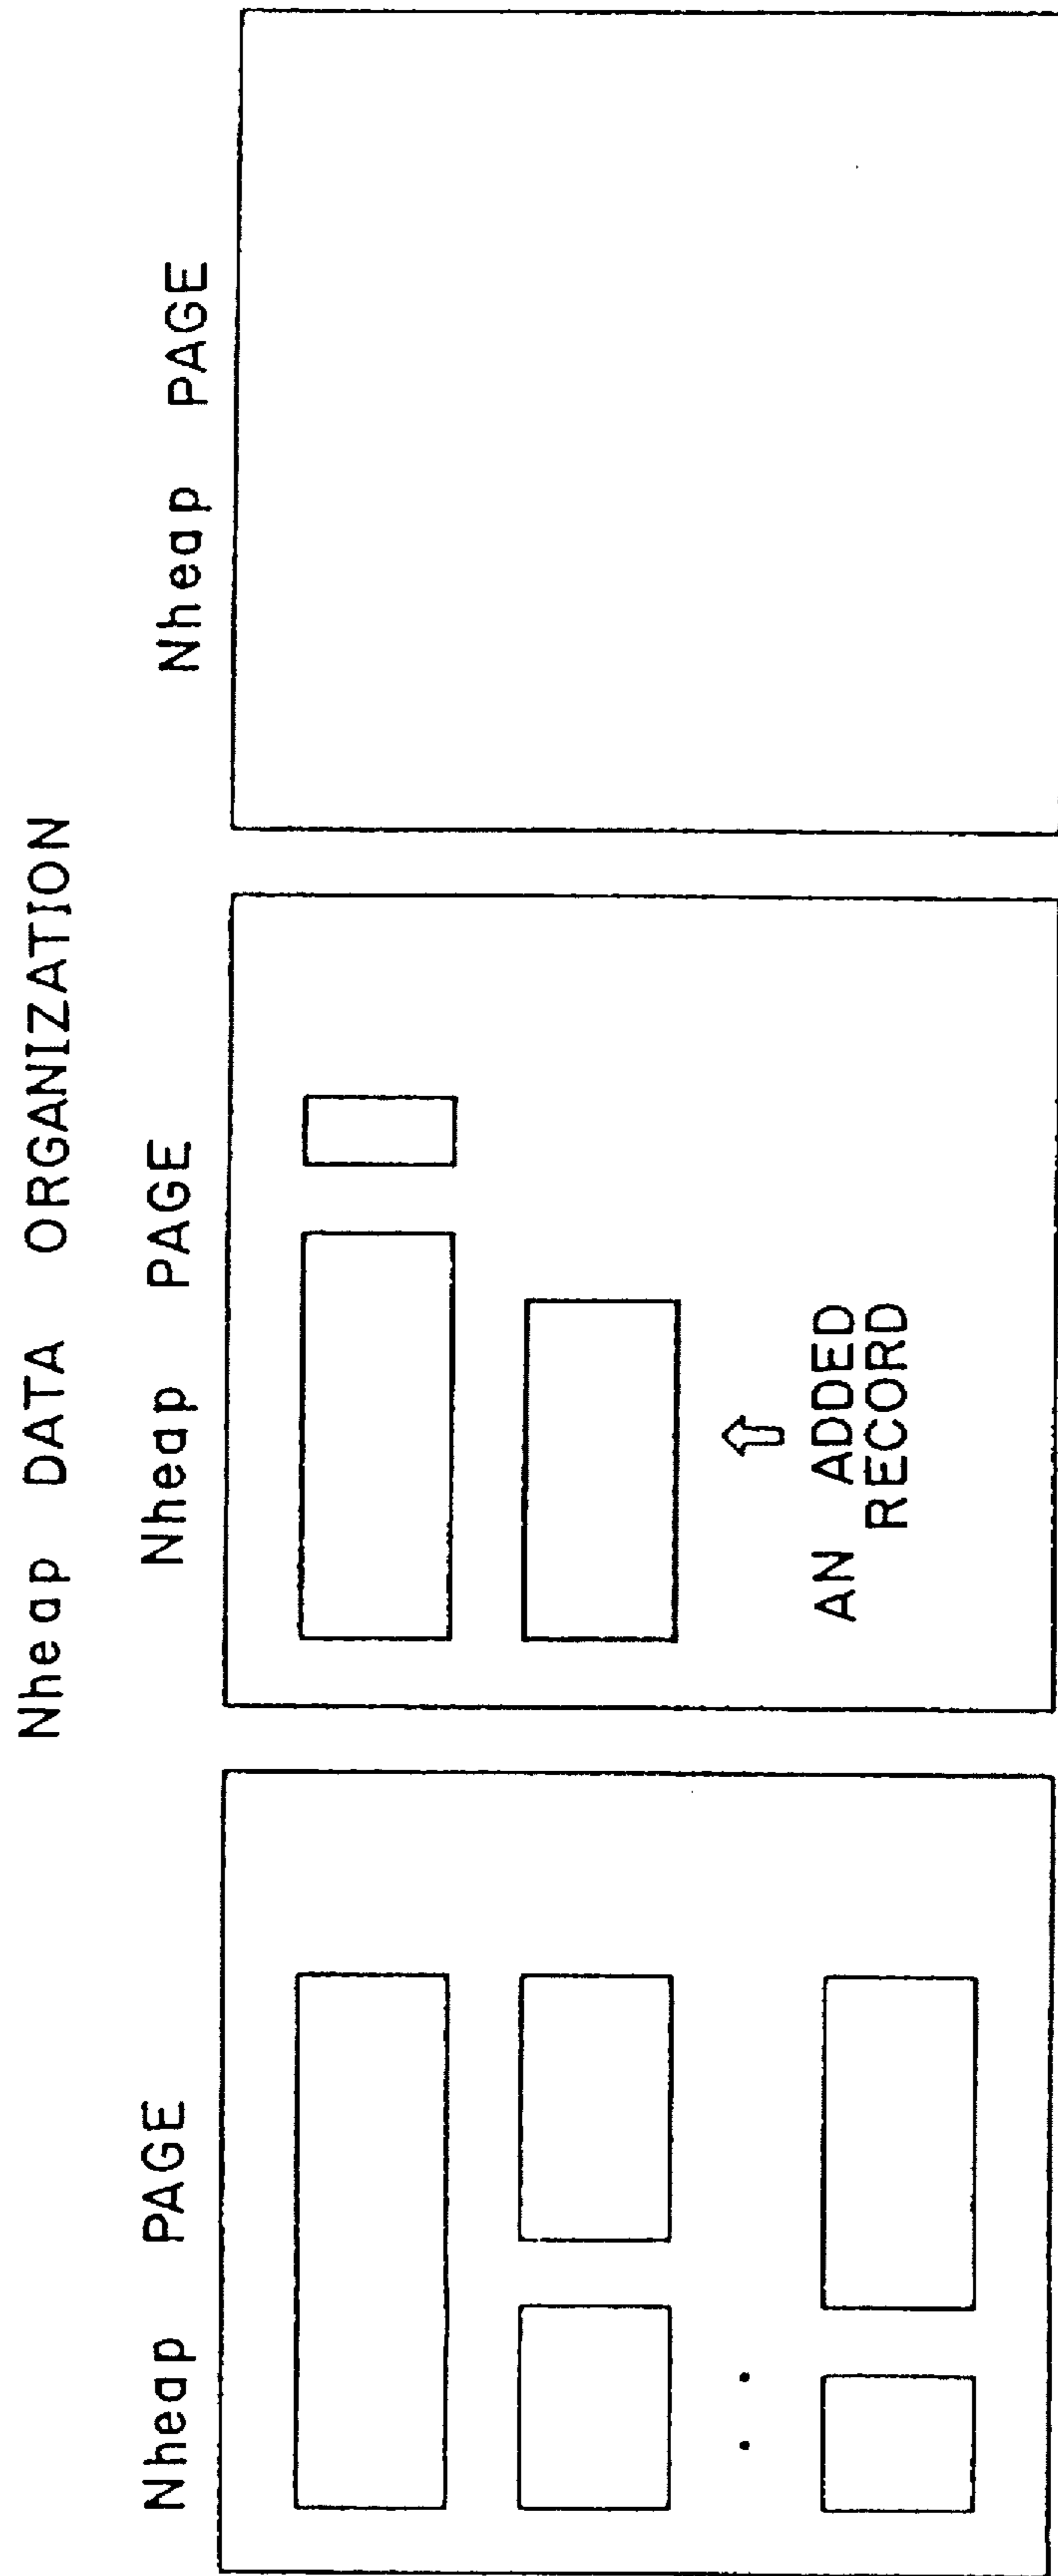 Nheap DATA ORGANIZATION
Nheap PAGE
Nheap PAGE
Nheap PAGE
AN ADDED
RECORD